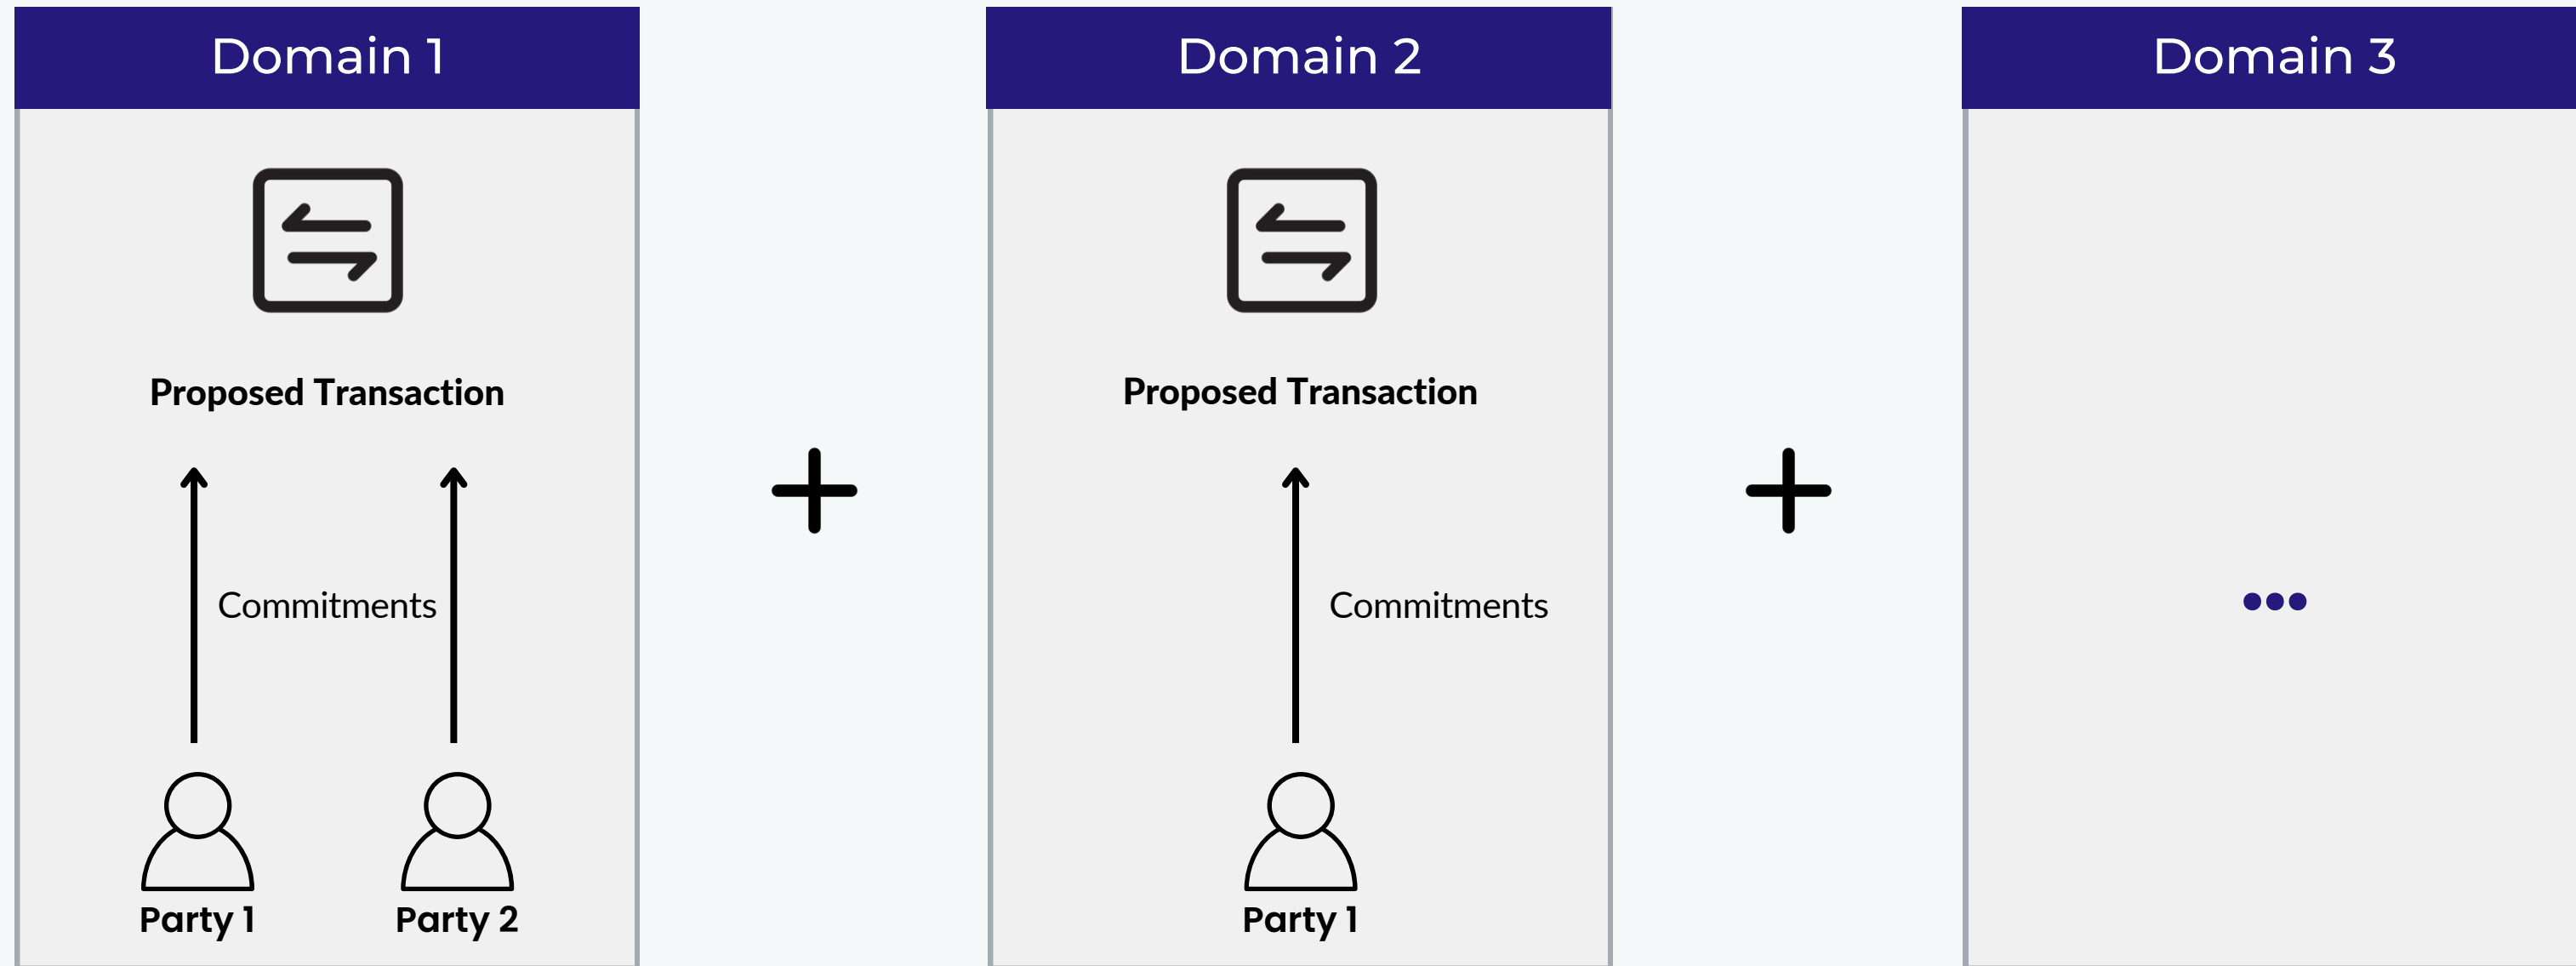 Domain 1
Proposed Transaction
Commitments
Party 1
Party 2
Domain 2
Proposed Transaction
Commitments
Party 1
Domain 3